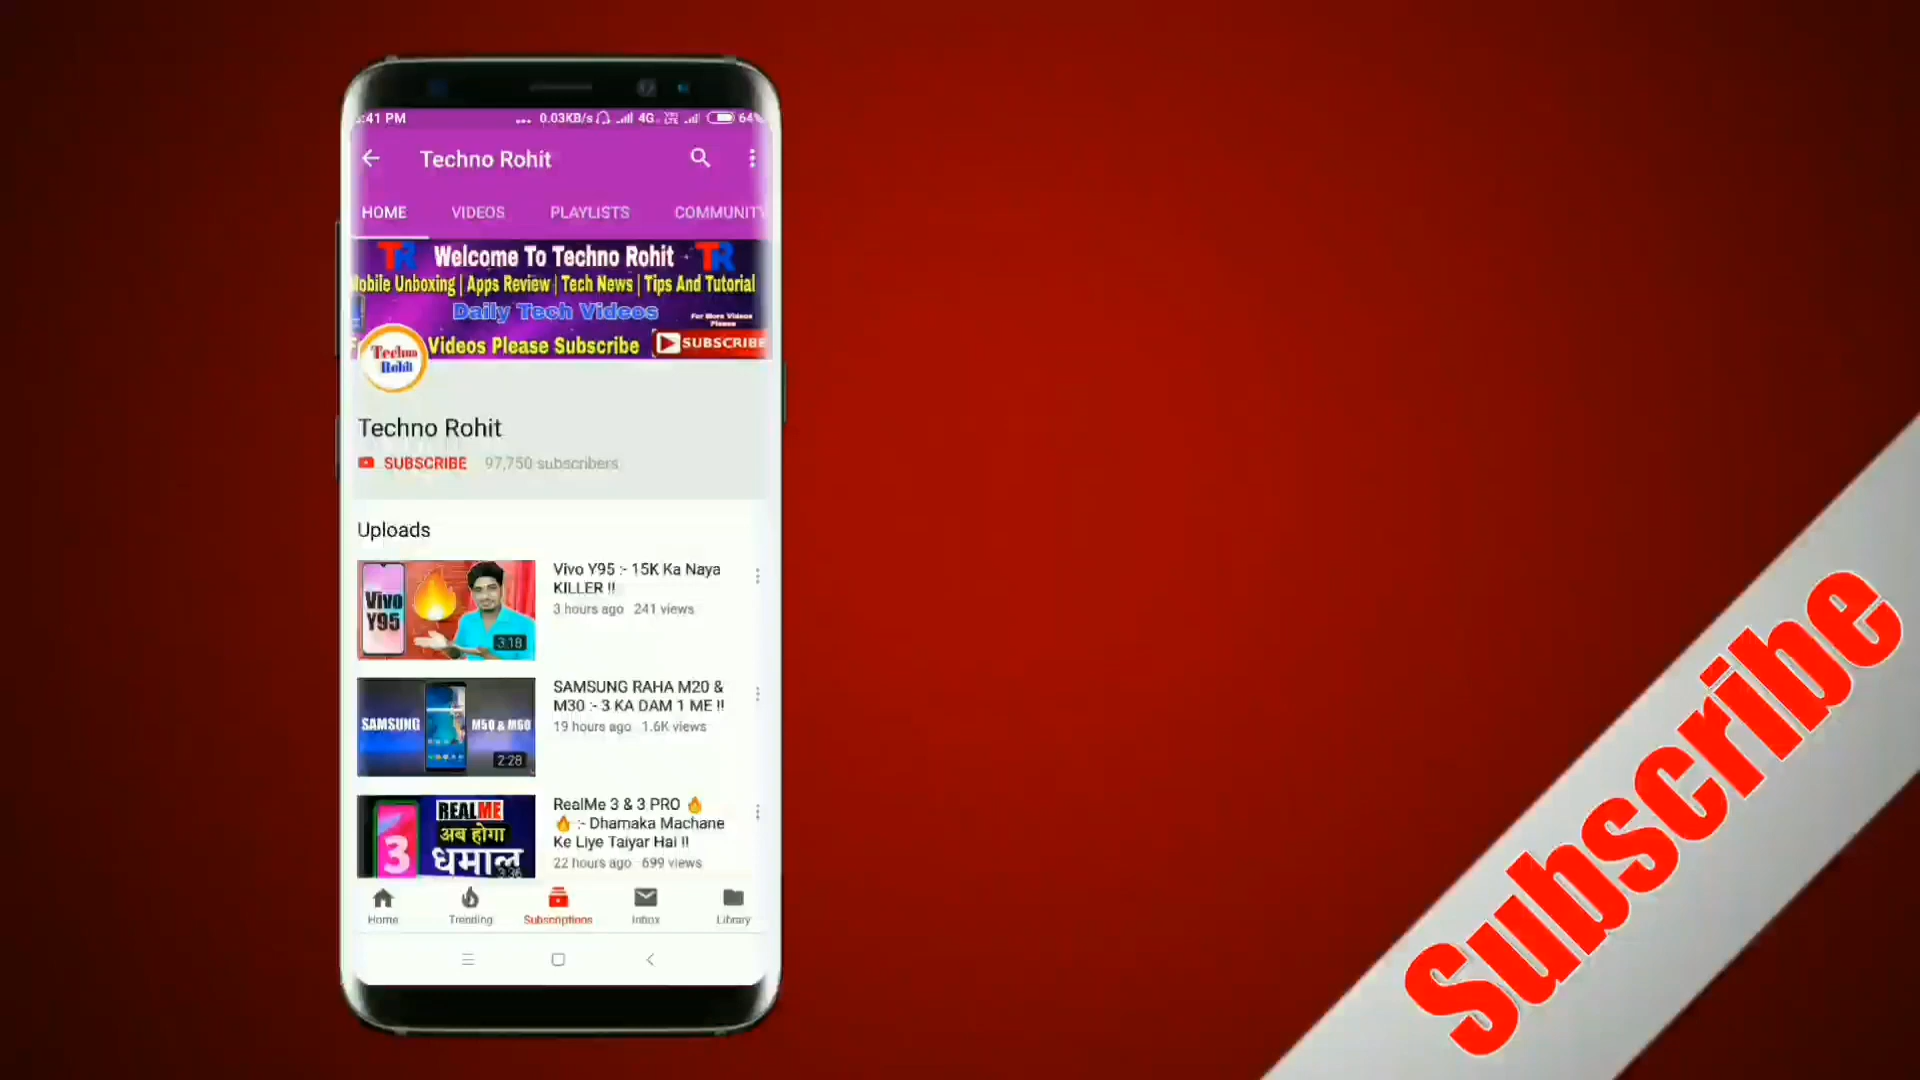 :41 PM
... 0.03KB/s 4G 64%
Techno Rohit
HOME VIDEOS PLAYLISTS COMMUNITY
TR Welcome To Techno Rohit TR
Mobile Unboxing | Apps Review | Tech News | Tips And Tutorial
Daily Tech Videos
For More Videos
Please
Videos Please Subscribe SUBSCRIBE
Techno
Rohit
Techno Rohit
SUBSCRIBE 97,750 subscribers
Uploads
Vivo
Y95
3:18
Vivo Y95 :- 15K Ka Naya
KILLER !!
3 hours ago 241 views
SAMSUNG M50 & M60
2:28
SAMSUNG RAHA M20 &
M30 :- 3 KA DAM 1 ME !!
19 hours ago 1.6K views
REALME
अब होगा
धमाल
3
3:36
RealMe 3 & 3 PRO 🔥
🔥 :- Dhamaka Machane
Ke Liye Taiyar Hai !!
22 hours ago 699 views
Home Trending Subscriptions Inbox Library
Subscribe